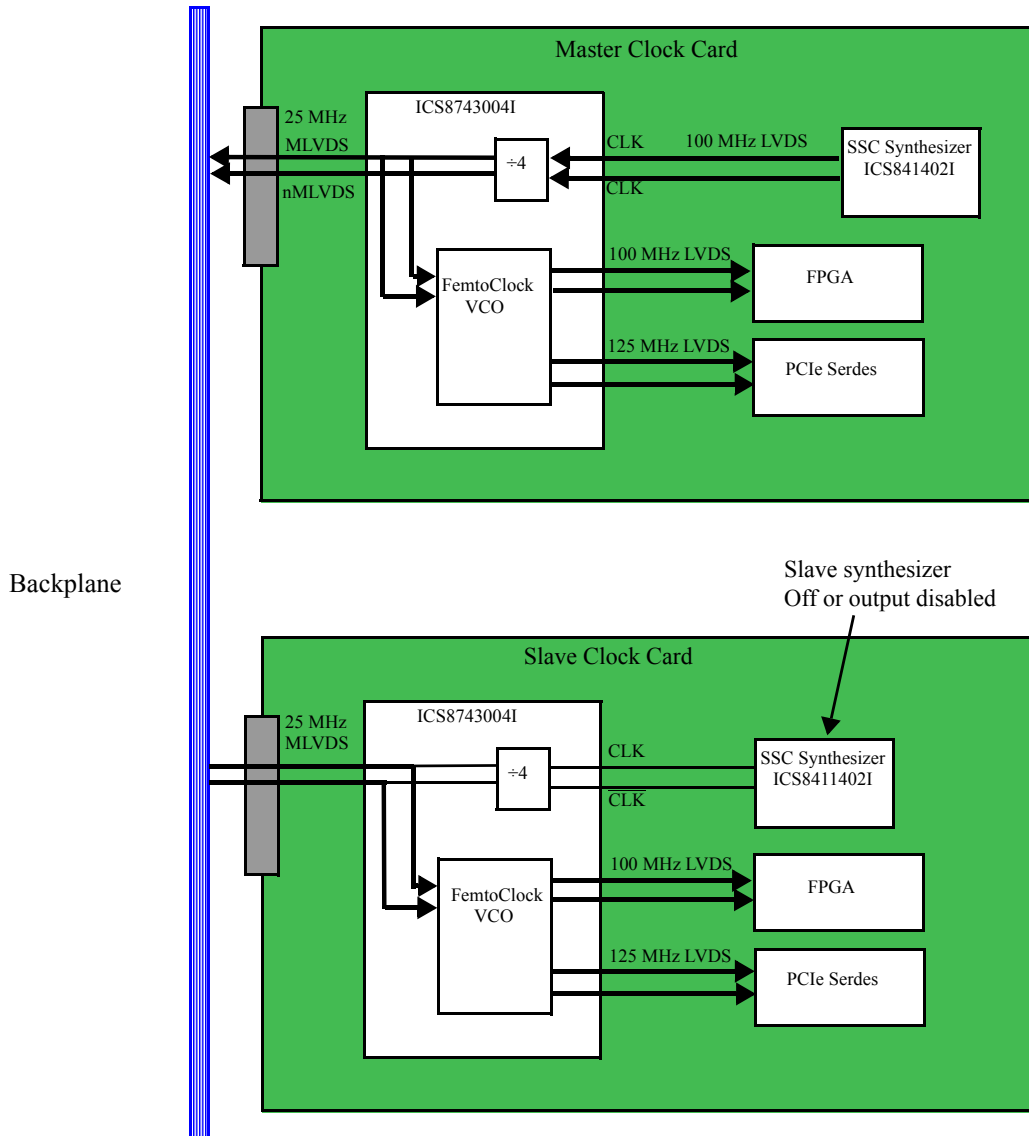 Master Clock Card
ICS8743004I
25 MHz
MLVDS
nMLVDS
÷4
CLK
CLK
100 MHz LVDS
SSC Synthesizer
ICS841402I
FemtoClock
VCO
100 MHz LVDS
FPGA
125 MHz LVDS
PCIe Serdes
Backplane
Slave synthesizer
Off or output disabled
Slave Clock Card
ICS8743004I
25 MHz
MLVDS
÷4
CLK
CLK
SSC Synthesizer
ICS8411402I
FemtoClock
VCO
100 MHz LVDS
FPGA
125 MHz LVDS
PCIe Serdes